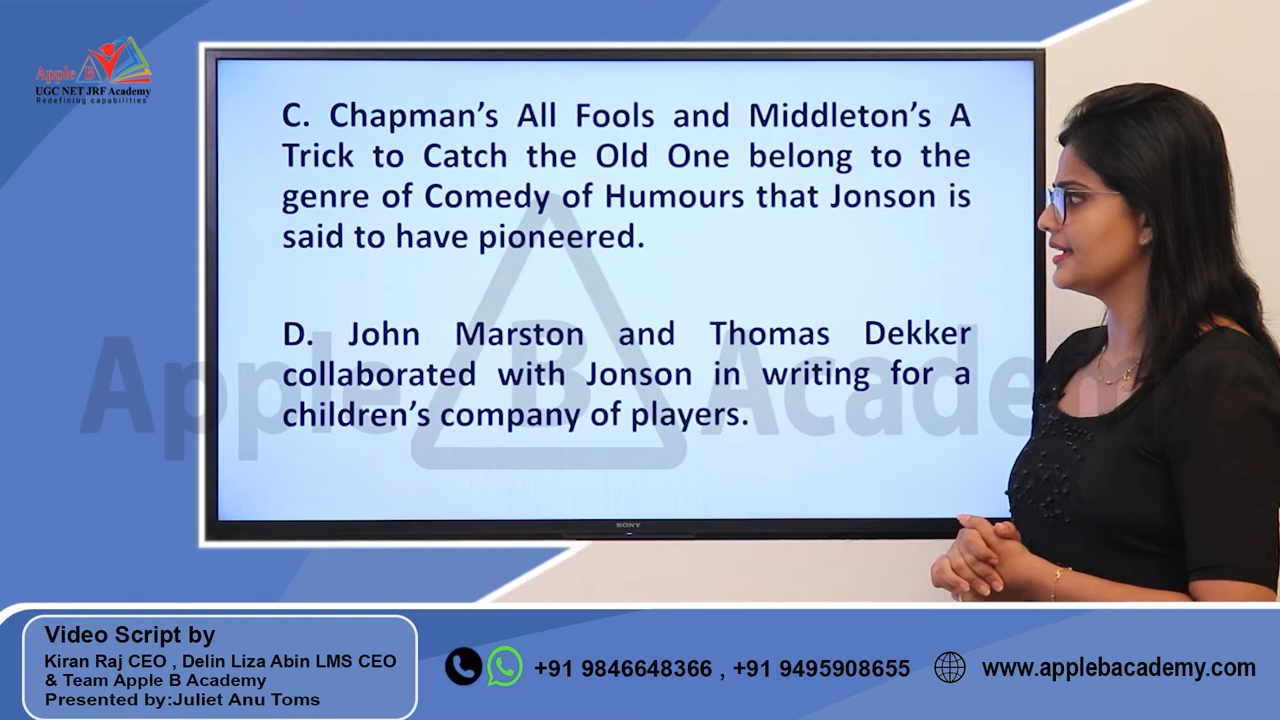 Apple B
UGC NET JRF Academy
Redefining capabilities
C. Chapman’s All Fools and Middleton’s A
Trick to Catch the Old One belong to the
genre of Comedy of Humours that Jonson is
said to have pioneered.
D. John Marston and Thomas Dekker
collaborated with Jonson in writing for a
children’s company of players.
Apple B Academy
SONY
Video Script by
Kiran Raj CEO , Delin Liza Abin LMS CEO
& Team Apple B Academy
Presented by:Juliet Anu Toms
+91 9846648366 , +91 9495908655
www.applebacademy.com